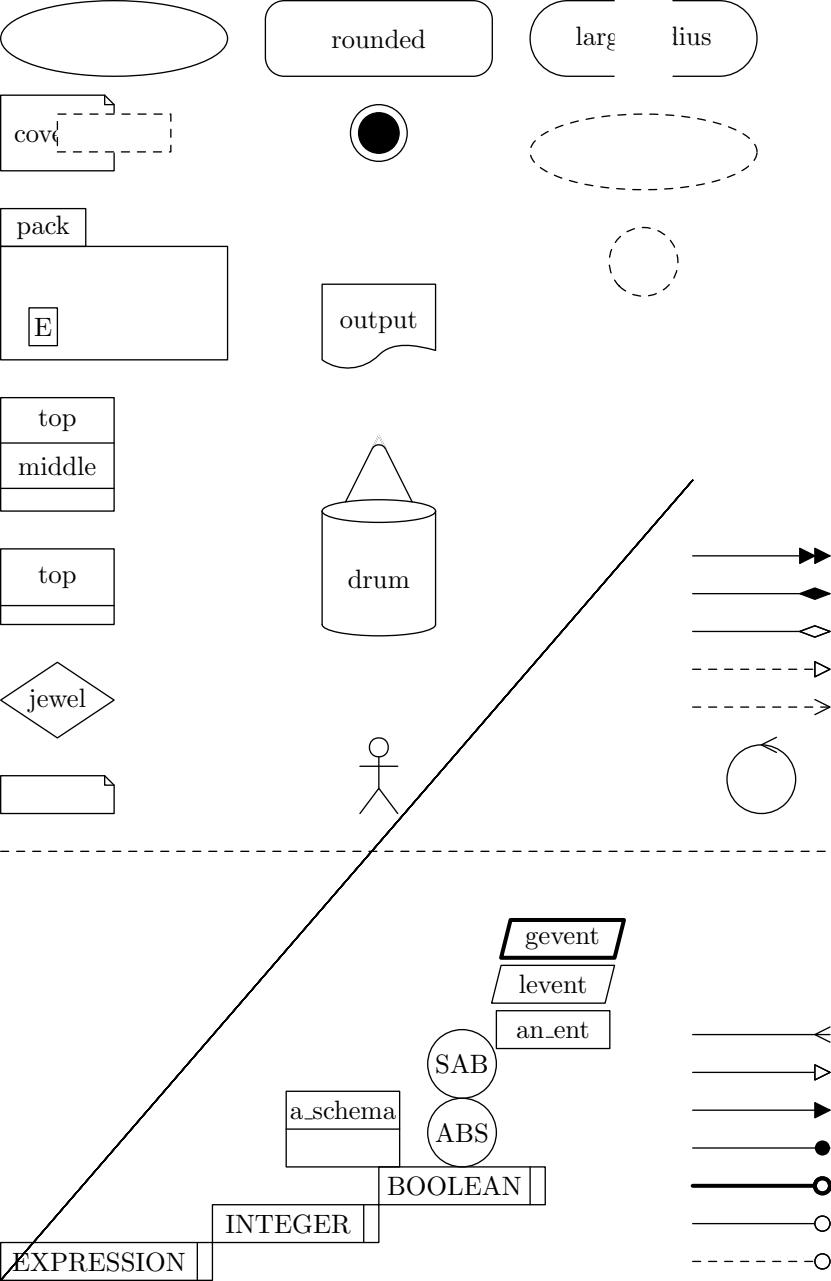 rounded
pack
E
output
top
middle
drum
top
jewel
gevent
levent
an_ent
SAB
a_schema
ABS
BOOLEAN
INTEGER
EXPRESSION